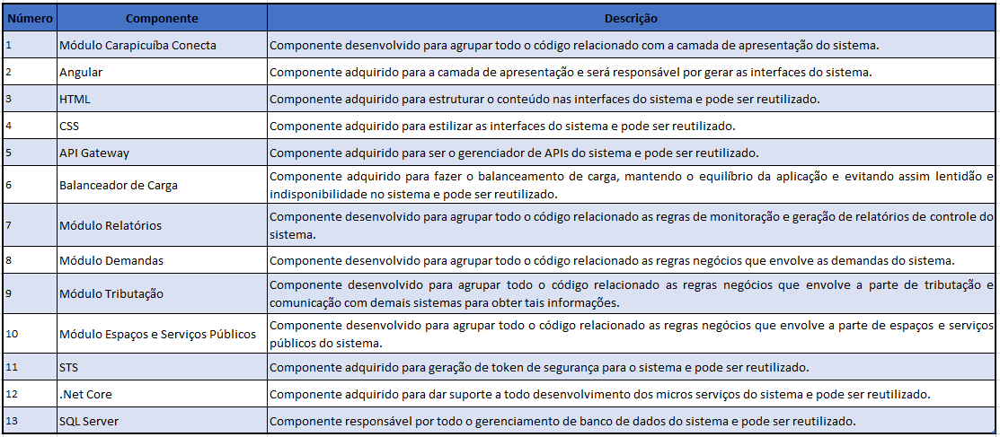 Número Componente Descrição
1 Módulo Carapicuíba Conecta Componente desenvolvido para agrupar todo o código relacionado com a camada de apresentação do sistema.
2 Angular Componente adquirido para a camada de apresentação e será responsável por gerar as interfaces do sistema.
3 HTML Componente adquirido para estruturar o conteúdo nas interfaces do sistema e pode ser reutilizado.
4 CSS Componente adquirido para estilizar as interfaces do sistema e pode ser reutilizado.
5 API Gateway Componente adquirido para ser o gerenciador de APIs do sistema e pode ser reutilizado.
6 Balanceador de Carga Componente adquirido para fazer o balanceamento de carga, mantendo o equilíbrio da aplicação e evitando assim lentidão e
indisponibilidade no sistema e pode ser reutilizado.
7 Módulo Relatórios Componente desenvolvido para agrupar todo o código relacionado as regras de monitoração e geração de relatórios de controle do
sistema.
8 Módulo Demandas Componente desenvolvido para agrupar todo o código relacionado as regras negócios que envolve as demandas do sistema.
9 Módulo Tributação Componente desenvolvido para agrupar todo o código relacionado as regras negócios que envolve a parte de tributação e
comunicação com demais sistemas para obter tais informações.
10 Módulo Espaços e Serviços Públicos Componente desenvolvido para agrupar todo o código relacionado as regras negócios que envolve a parte de espaços e serviços
públicos do sistema.
11 STS Componente adquirido para geração de token de segurança para o sistema e pode ser reutilizado.
12 .Net Core Componente adquirido para dar suporte a todo desenvolvimento dos micros serviços do sistema e pode ser reutilizado.
13 SQL Server Componente responsável por todo o gerenciamento de banco de dados do sistema e pode ser reutilizado.